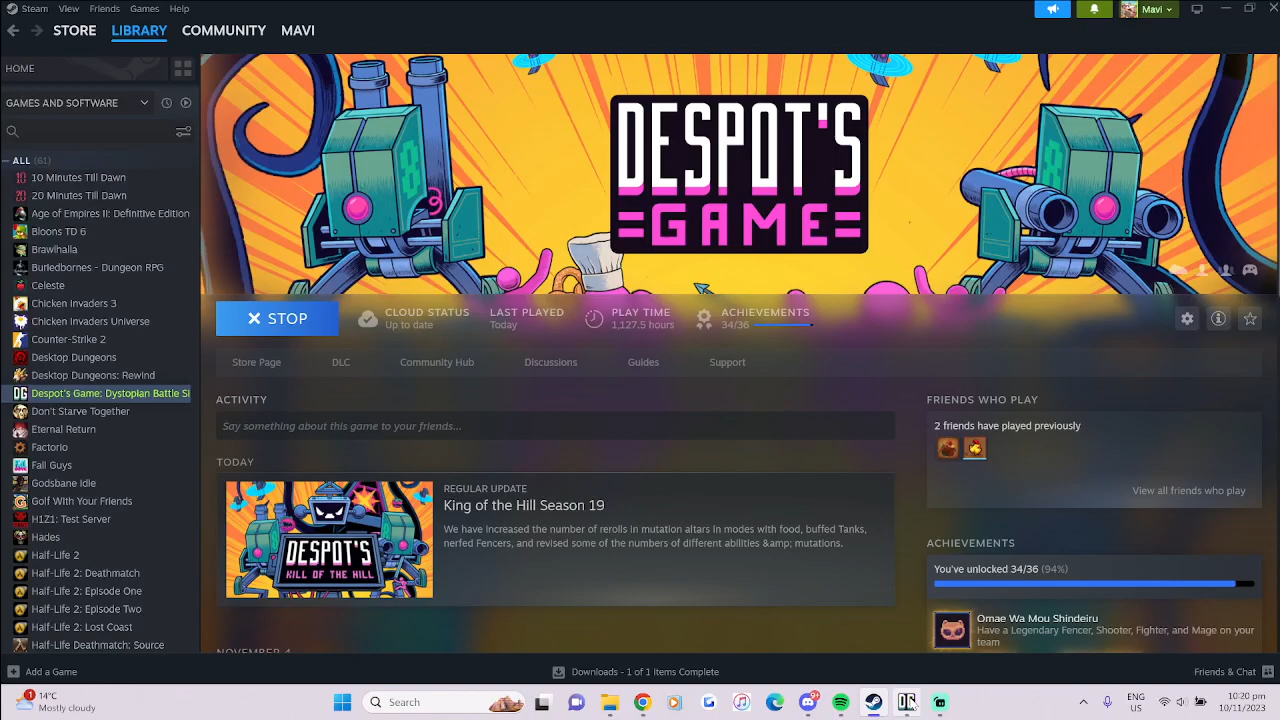 Steam View Friends Games Help
Mavi
STORE LIBRARY COMMUNITY MAVI
HOME
GAMES AND SOFTWARE
ALL (61)
10 Minutes Till Dawn
20 Minutes Till Dawn
Age of Empires II: Definitive Edition
Bloons TD 6
Brawlhalla
Buriedbornes - Dungeon RPG
Celeste
Chicken Invaders 3
Chicken Invaders Universe
Counter-Strike 2
Desktop Dungeons
Desktop Dungeons: Rewind
Despot's Game: Dystopian Battle Si
Don't Starve Together
Eternal Return
Factorio
Fall Guys
Godsbane Idle
Golf With Your Friends
H1Z1: Test Server
Hades
Half-Life 2
Half-Life 2: Deathmatch
Half-Life 2: Episode One
Half-Life 2: Episode Two
Half-Life 2: Lost Coast
Half-Life Deathmatch: Source
DESPOT'S
=GAME=
8
8
STOP
CLOUD STATUS
Up to date
LAST PLAYED
Today
PLAY TIME
1,127.5 hours
ACHIEVEMENTS
34/36
Store Page DLC Community Hub Discussions Guides Support
ACTIVITY
Say something about this game to your friends...
TODAY
REGULAR UPDATE
King of the Hill Season 19
We have increased the number of rerolls in mutation altars in modes with food, buffed Tanks,
nerfed Fencers, and revised some of the numbers of different abilities &amp; mutations.
DESPOT'S
KILL OF THE HILL
NOVEMBER 4
FRIENDS WHO PLAY
2 friends have played previously
View all friends who play
ACHIEVEMENTS
You've unlocked 34/36 (94%)
Omae Wa Mou Shindeiru
Have a Legendary Fencer, Shooter, Fighter, and Mage on your
team
Add a Game
Downloads - 1 of 1 Items Complete
Friends & Chat
1
14°C
Mostly cloudy
Search
9+
DG
ENG
US
10:20 pm
10/11/2023